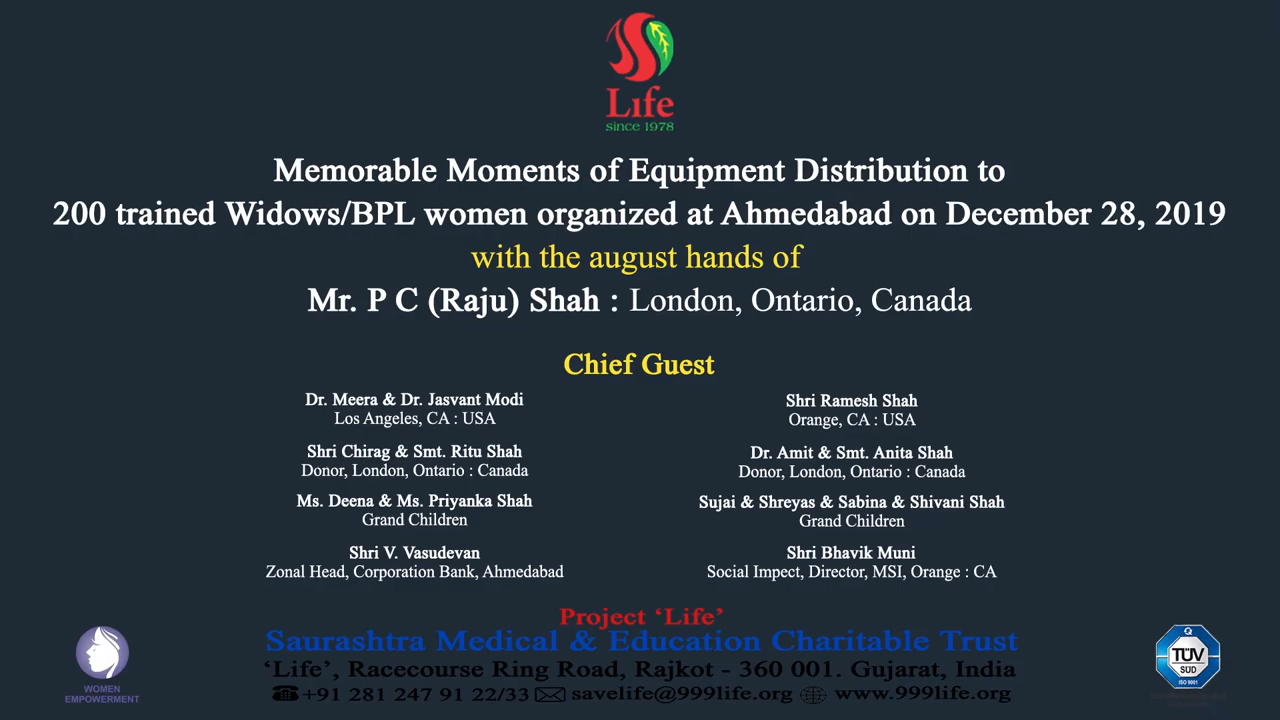 Life
since 1978
Memorable Moments of Equipment Distribution to
200 trained Widows/BPL women organized at Ahmedabad on December 28, 2019
with the august hands of
Mr. P C (Raju) Shah : London, Ontario, Canada
Chief Guest
Dr. Meera & Dr. Jasvant Modi
Los Angeles, CA : USA
Shri Ramesh Shah
Orange, CA : USA
Shri Chirag & Smt. Ritu Shah
Donor, London, Ontario : Canada
Dr. Amit & Smt. Anita Shah
Donor, London, Ontario : Canada
Ms. Deena & Ms. Priyanka Shah
Grand Children
Sujai & Shreyas & Sabina & Shivani Shah
Grand Children
Shri V. Vasudevan
Zonal Head, Corporation Bank, Ahmedabad
Shri Bhavik Muni
Social Impect, Director, MSI, Orange : CA
Project ‘Life’
Saurashtra Medical & Education Charitable Trust
‘Life’, Racecourse Ring Road, Rajkot - 360 001. Gujarat, India
+91 281 247 91 22/33 savelife@999life.org www.999life.org
WOMEN
EMPOWERMENT
TÜV
SÜD
ISO 9001